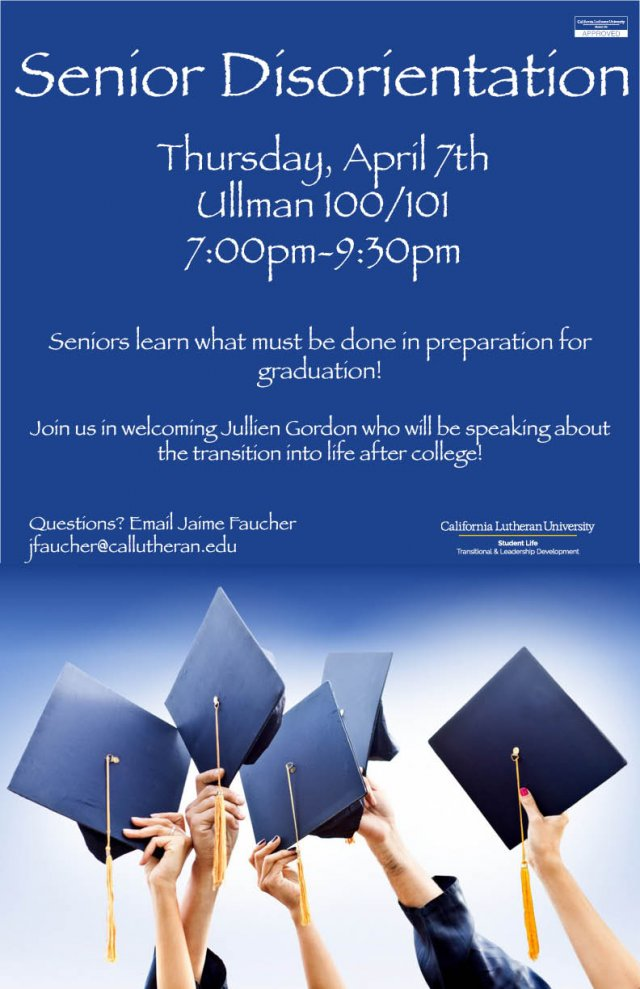 California Lutheran University
APPROVED
Senior Disorientation
Thursday, April 7th
Ullman 100/101
7:00pm-9:30pm
Seniors learn what must be done in preparation for
graduation!
Join us in welcoming Jullien Gordon who will be speaking about
the transition into life after college!
Questions? Email Jaime Faucher
jfaucher@callutheran.edu
California Lutheran University
Student Life
Transitional & Leadership Development